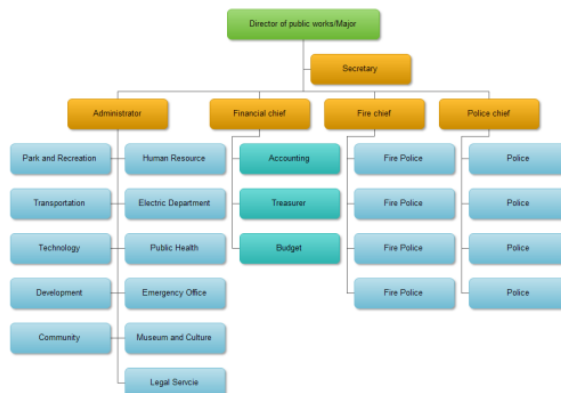 Director of public works/Major
Secretary
Administrator
Financial chief
Fire chief
Police chief
Park and Recreation
Human Resource
Accounting
Fire Police
Police
Transportation
Electric Department
Treasurer
Fire Police
Police
Technology
Public Health
Budget
Fire Police
Police
Development
Emergency Office
Fire Police
Police
Community
Museum and Culture
Legal Servcie